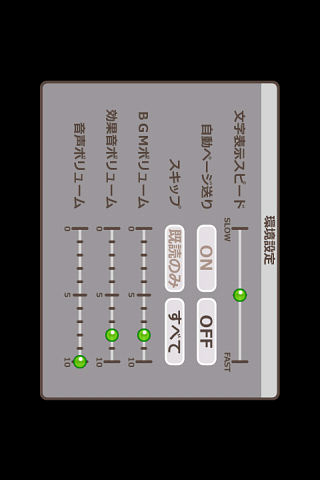 環境設定
文字表示スピード
SLOW FAST
自動ページ送り ON OFF
スキップ 既読のみ すべて
BGMボリューム
0 5 10
効果音ボリューム
0 5 10
音声ボリューム
0 5 10